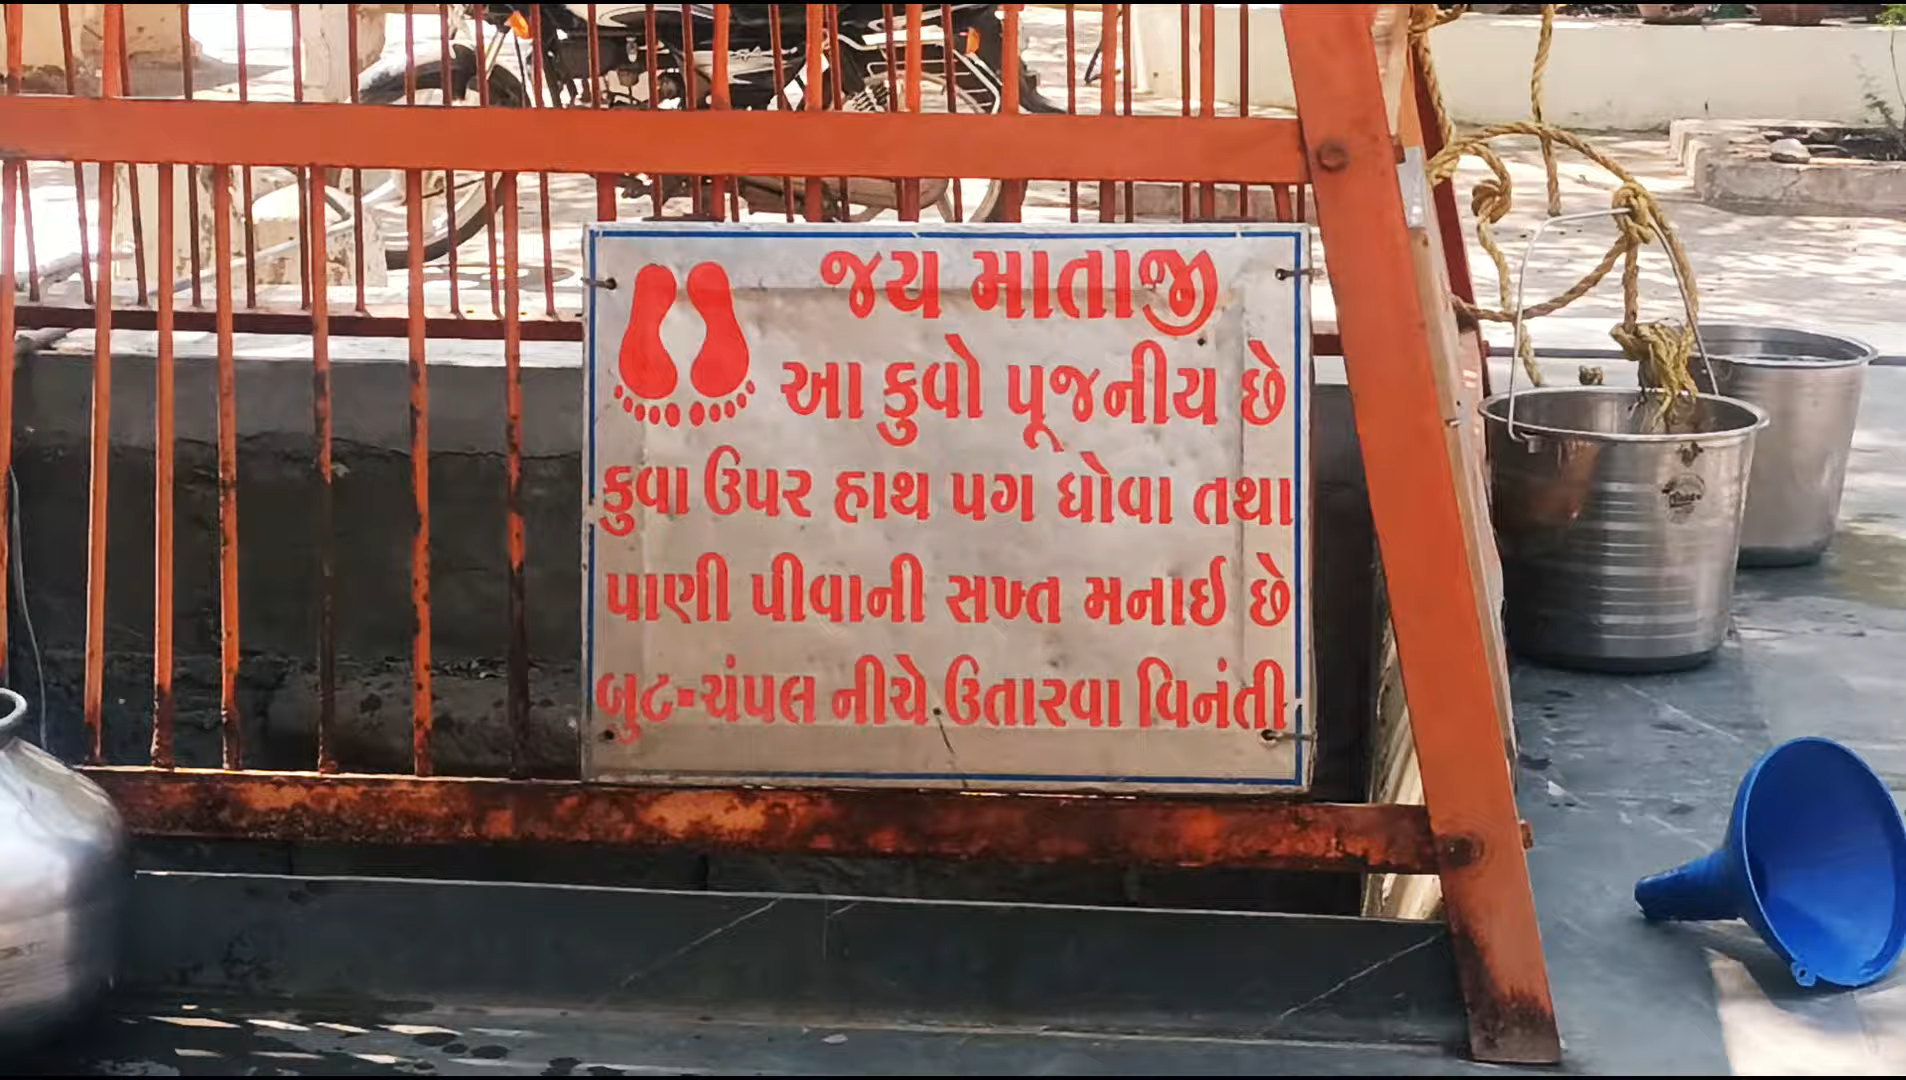 જય માતાજી
આ કુવો પૂજનીય છે
કુવા ઉપર હાથ પગ ધોવા તથા
પાણી પીવાની સખ્ત મનાઈ છે
બુટ-ચંપલ નીચે ઉતારવા વિનંતી